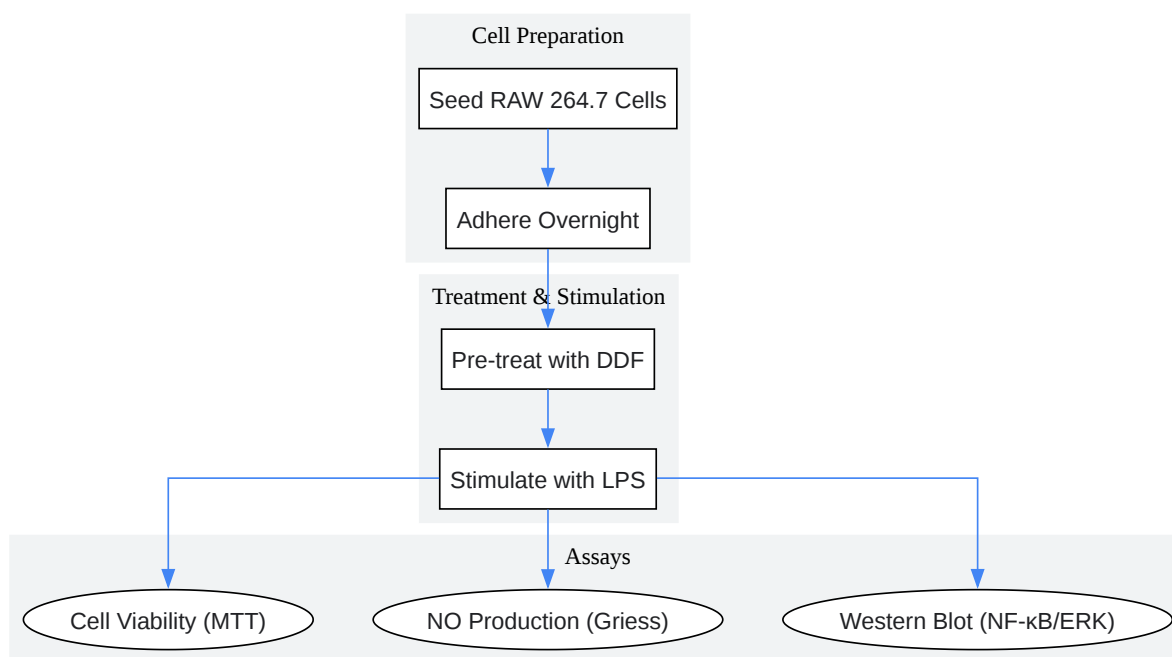 Cell Preparation
Seed RAW 264.7 Cells
Adhere Overnight
Treatment & Stimulation
Pre-treat with DDF
Stimulate with LPS
Assays
Cell Viability (MTT)
NO Production (Griess)
Western Blot (NF-κB/ERK)